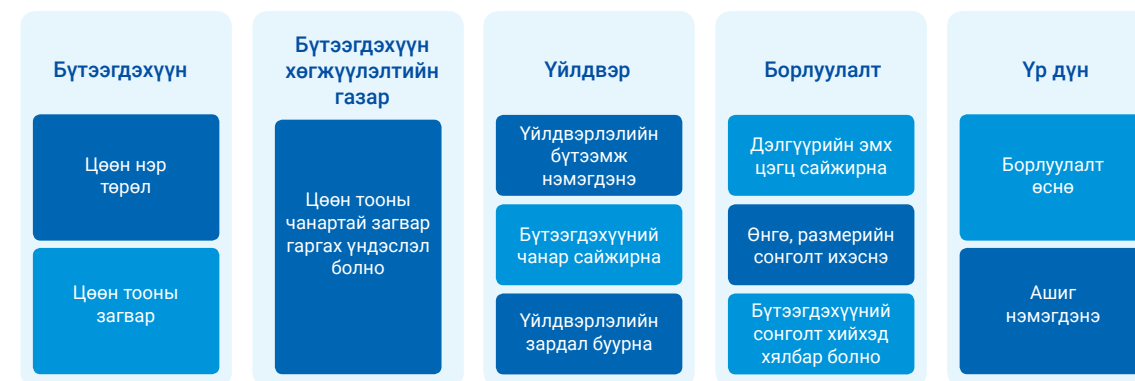 Бүтээгдэхүүн
Цөөн нэр
төрөл
Цөөн тооны
загвар
Бүтээгдэхүүн
хөгжүүлэлтийн
газар
Цөөн тооны
чанартай загвар
гаргах үндэслэл
болно
Үйлдвэр
Үйлдвэрлэлийн
бүтээмж
нэмэгдэнэ
Бүтээгдэхүүний
чанар сайжирна
Үйлдвэрлэлийн
зардал буурна
Борлуулалт
Дэлгүүрийн эмх
цэгц сайжирна
Өнгө, размерийн
сонголт ихэснэ
Бүтээгдэхүүний
сонголт хийхэд
хялбар болно
Үр дүн
Борлуулалт
өснө
Ашиг
нэмэгдэнэ